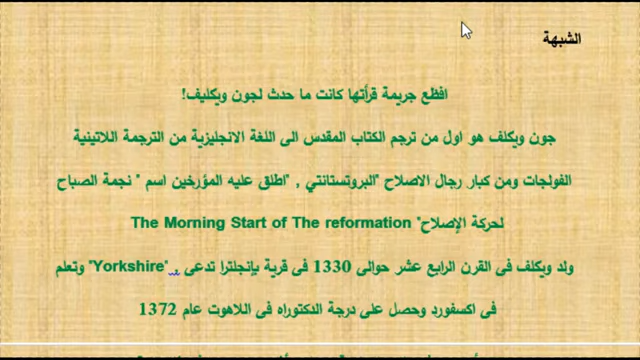 الشبهة
افظع جريمة قرأتها كانت ما حدث لجون ويكليف!
جون ويكلف هو اول من ترجم الكتاب المقدس الى اللغة الانجليزية من الترجمة اللاتينية
الفولجات ومن كبار رجال الاصلاح "البروتستانتي , "اطلق عليه المؤرخين اسم " نجمة الصباح
لحركة الإصلاح" The Morning Start of The reformation
ولد ويكلف فى القرن الرابع عشر حوالى 1330 فى قرية بإنجلترا تدعى , "Yorkshire" وتعلم
فى اكسفورد وحصل على درجة الدكتوراه فى اللاهوت عام 1372